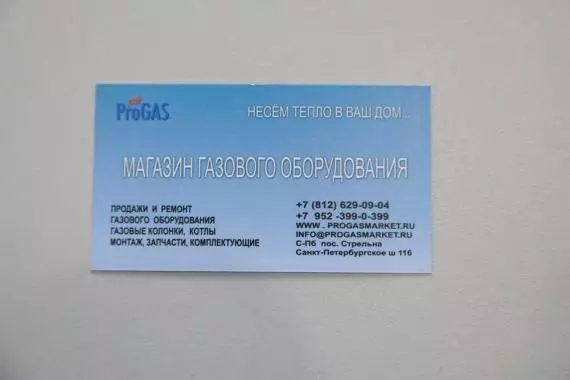 ProGAS
НЕСЁМ ТЕПЛО В ВАШ ДОМ...
МАГАЗИН ГАЗОВОГО ОБОРУДОВАНИЯ
ПРОДАЖИ И РЕМОНТ
ГАЗОВОГО ОБОРУДОВАНИЯ
ГАЗОВЫЕ КОЛОНКИ, КОТЛЫ
МОНТАЖ, ЗАПЧАСТИ, КОМПЛЕКТУЮЩИЕ
+7 (812) 629-09-04
+7 952 -399-0-399
WWW . PROGASMARKET.RU
INFO@PROGASMARKET.RU
С-Пб пос. Стрельна
Санкт-Петербургское ш 116